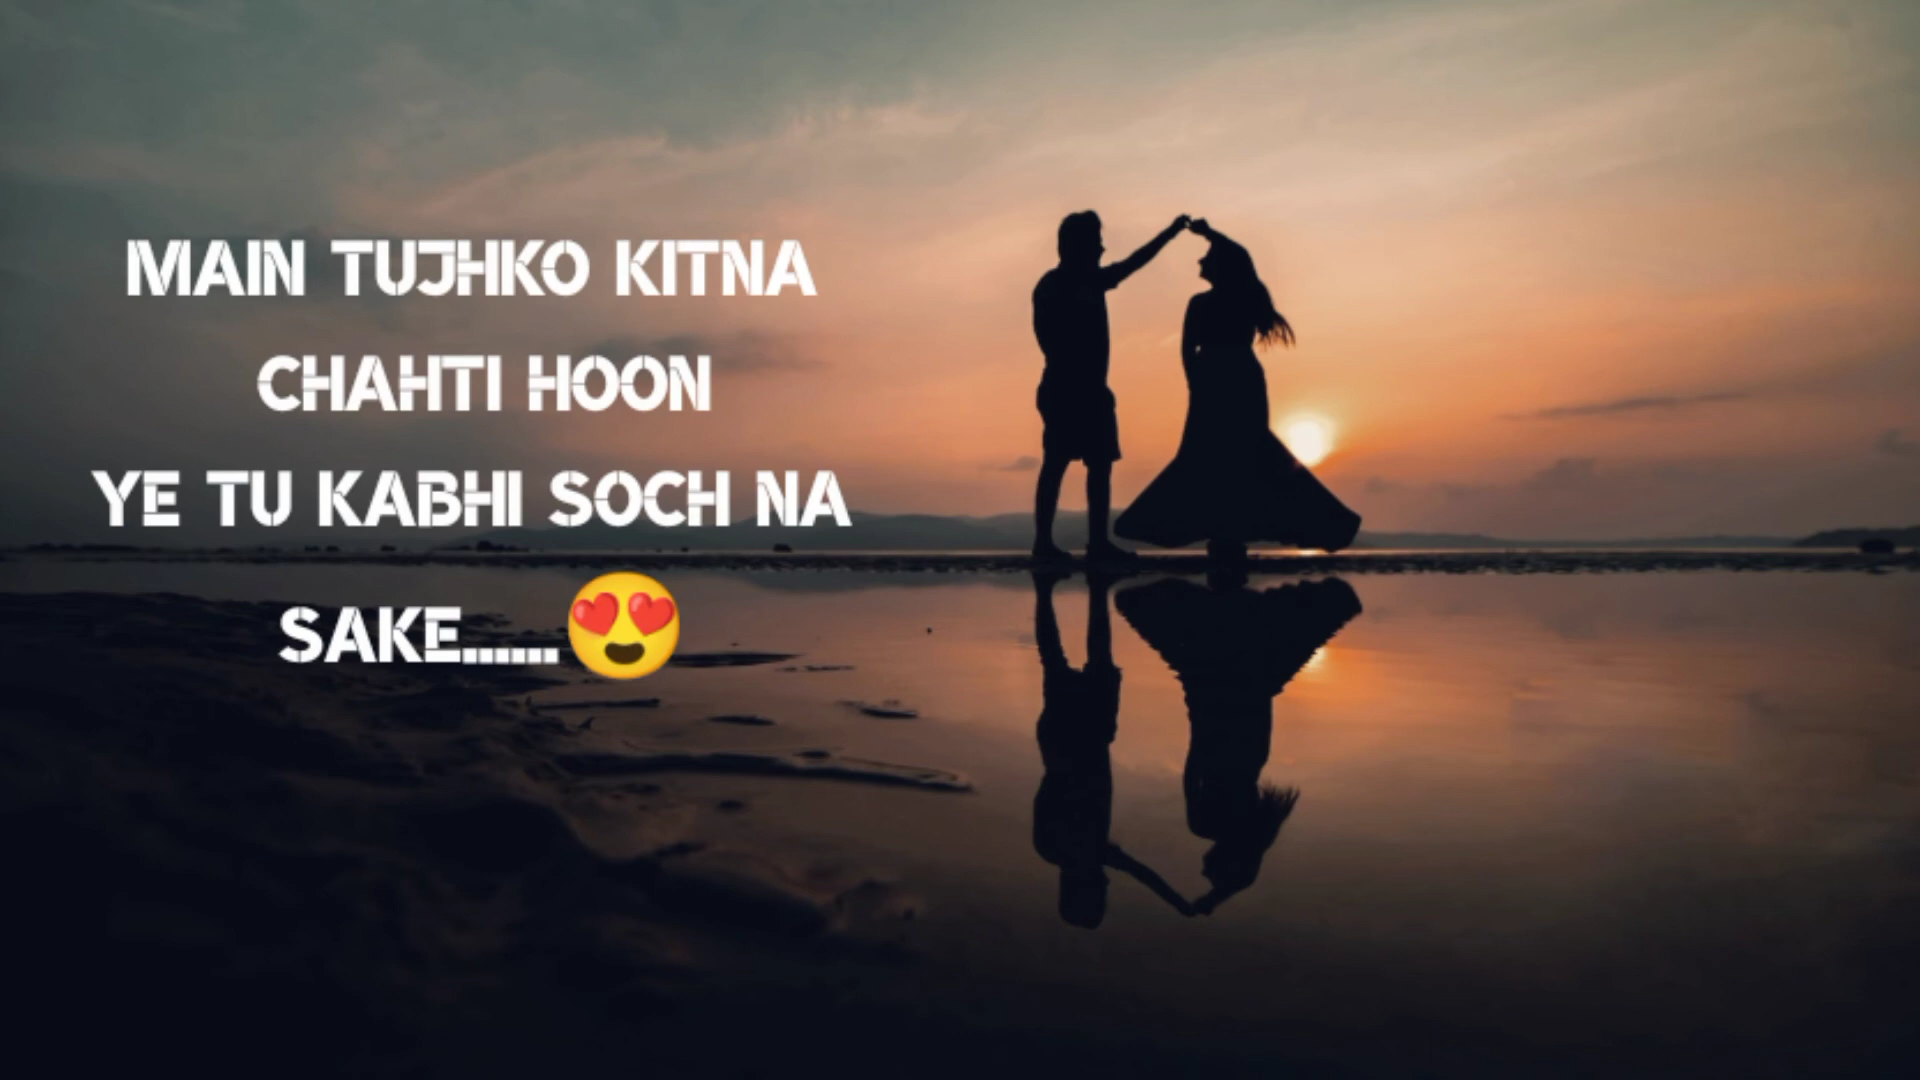 MAIN TUJHKO KITNA
CHAHTI HOON
YE TU KABHI SOCH NA
SAKE......😍